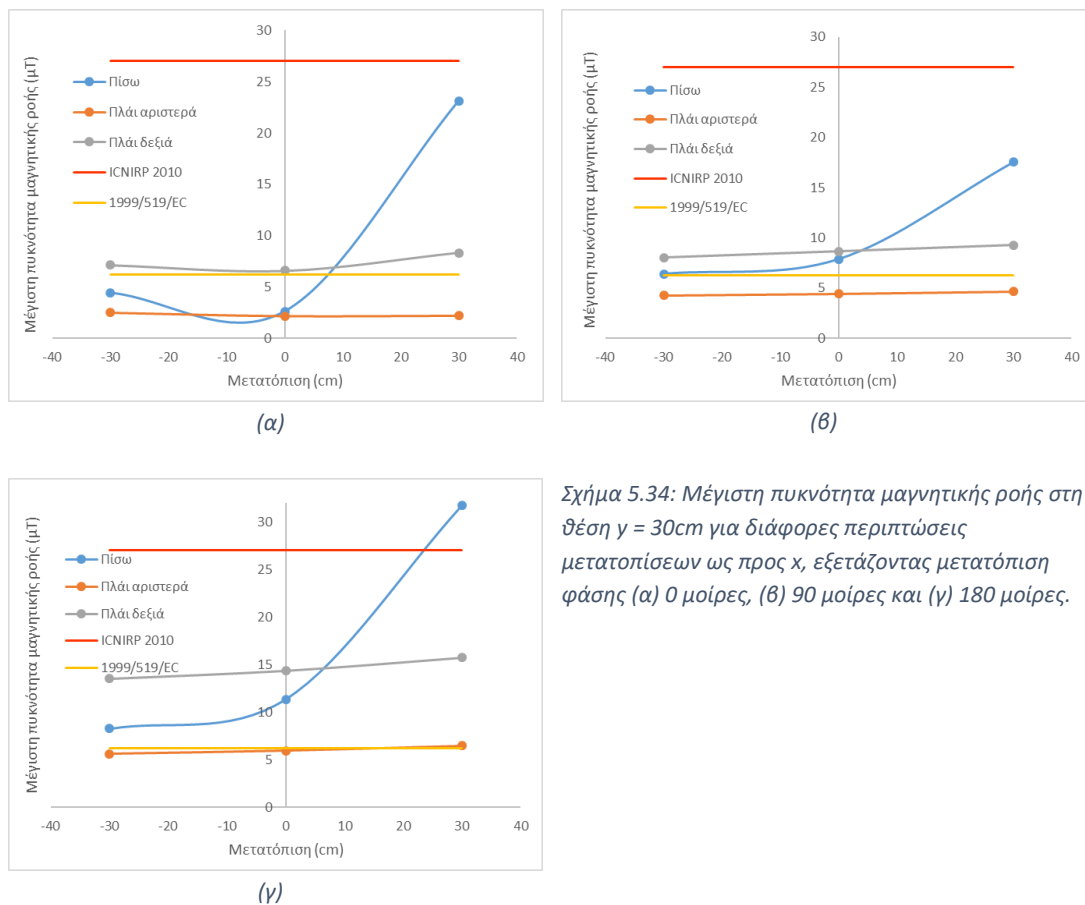 Μέγιστη πυκνότητα μαγνητικής ροής (μT)
30
25
20
15
10
5
0
-40 -30 -20 -10 0 10 20 30 40
Μετατόπιση (cm)
Πίσω
Πλάι αριστερά
Πλάι δεξιά
ICNIRP 2010
1999/519/EC
(α)
Μέγιστη πυκνότητα μαγνητικής ροής (μT)
30
25
20
15
10
5
0
-40 -30 -20 -10 0 10 20 30 40
Μετατόπιση (cm)
Πίσω
Πλάι αριστερά
Πλάι δεξιά
ICNIRP 2010
1999/519/EC
(β)
Μέγιστη πυκνότητα μαγνητικής ροής (μT)
30
25
20
15
10
5
0
-40 -30 -20 -10 0 10 20 30 40
Μετατόπιση (cm)
Πίσω
Πλάι αριστερά
Πλάι δεξιά
ICNIRP 2010
1999/519/EC
(γ)
Σχήμα 5.34: Μέγιστη πυκνότητα μαγνητικής ροής στη
θέση y = 30cm για διάφορες περιπτώσεις
μετατοπίσεων ως προς x, εξετάζοντας μετατόπιση
φάσης (α) 0 μοίρες, (β) 90 μοίρες και (γ) 180 μοίρες.